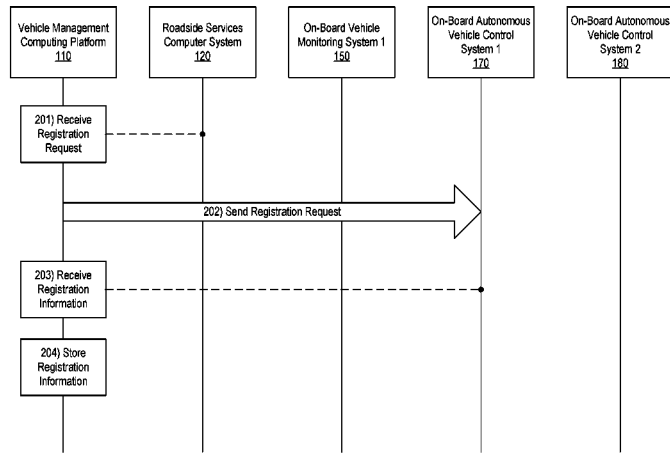 Vehicle Management
Computing Platform
110
Roadside Services
Computer System
120
On-Board Vehicle
Monitoring System 1
150
On-Board Autonomous
Vehicle Control
System 1
170
On-Board Autonomous
Vehicle Control
System 2
180
201) Receive
Registration
Request
202) Send Registration Request
203) Receive
Registration
Information
204) Store
Registration
Information